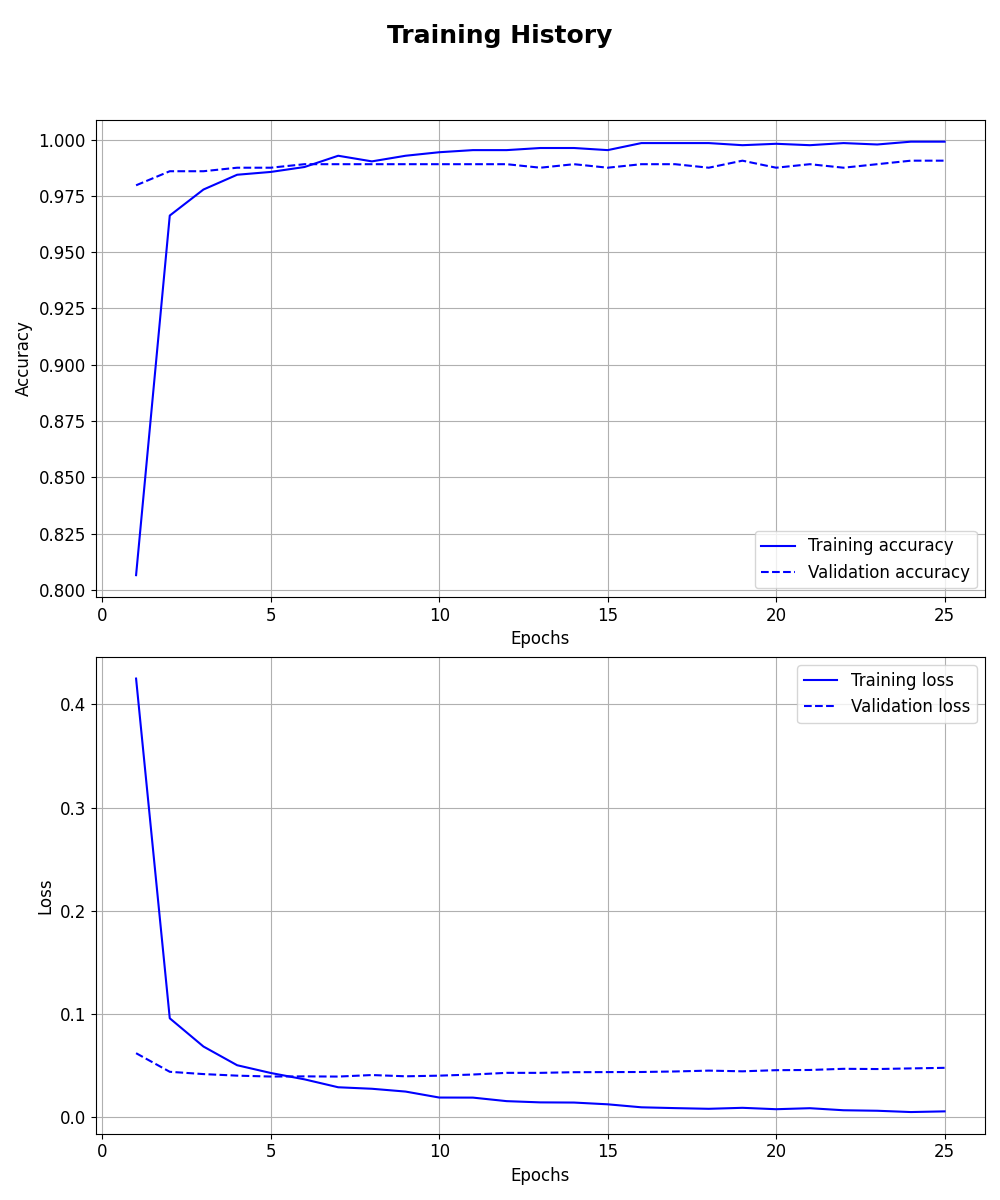 Training History
1.000
0.975
0.950
0.925
0.900
0.875
0.850
0.825
0.800
Accuracy
Training accuracy
Validation accuracy
0 5 10 15 20 25
Epochs
0.4
0.3
0.2
0.1
0.0
Loss
Training loss
Validation loss
0 5 10 15 20 25
Epochs